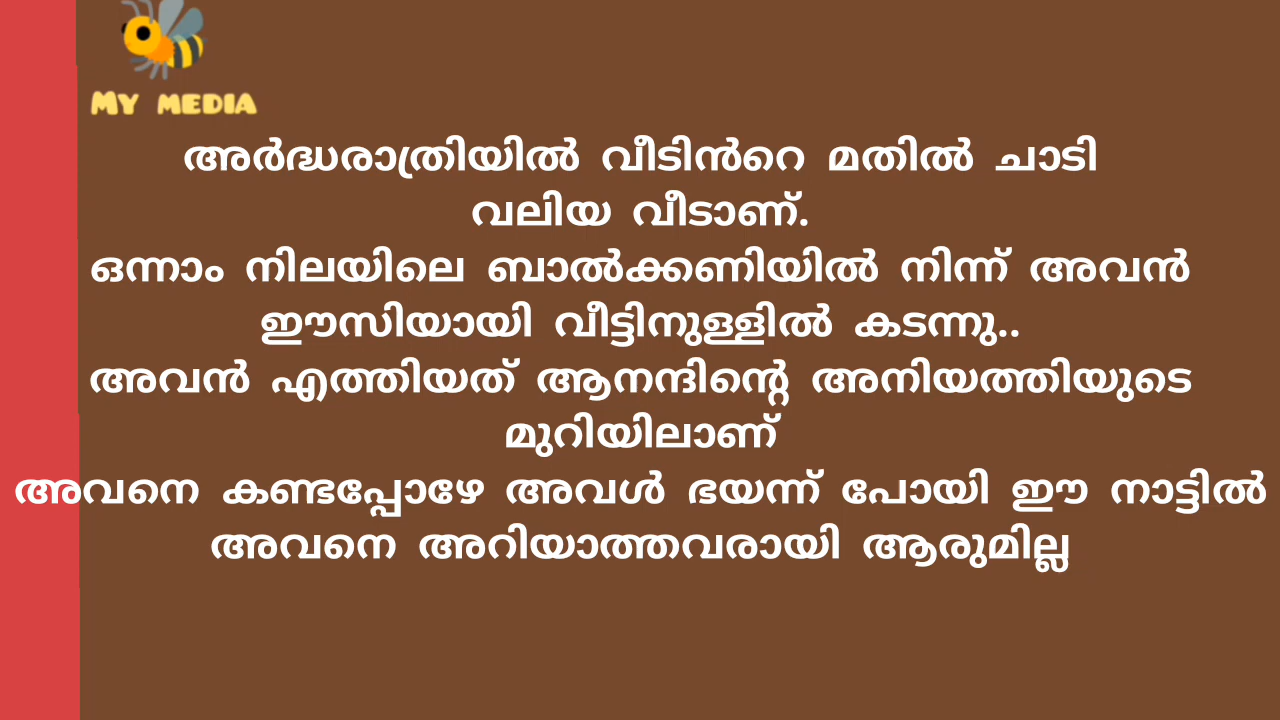 My media
അർദ്ധരാത്രിയിൽ വീടിൻറെ മതിൽ ചാടി
വലിയ വീടാണ്.
ഒന്നാം നിലയിലെ ബാൽക്കണിയിൽ നിന്ന് അവൻ
ഈസിയായി വീട്ടിനുള്ളിൽ കടന്നു..
അവൻ എത്തിയത് ആനന്ദിന്റെ അനിയത്തിയുടെ
മുറിയിലാണ്
അവനെ കണ്ടപ്പോഴേ അവൾ ഭയന്ന് പോയി ഈ നാട്ടിൽ
അവനെ അറിയാത്തവരായി ആരുമില്ല